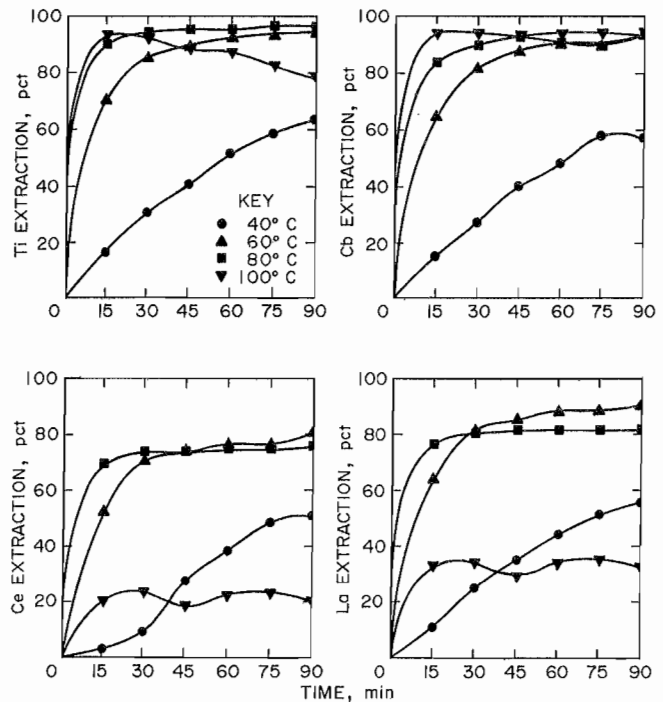 100
80
60
40
20
0
Ti EXTRACTION, pct
15 30 45 60 75 90
KEY
40° C
60° C
80° C
100° C
100
80
60
40
20
0
Cb EXTRACTION, pct
15 30 45 60 75 90
100
80
60
40
20
0
Ce EXTRACTION, pct
15 30 45 60 75 90
100
80
60
40
20
0
La EXTRACTION, pct
15 30 45 60 75 90
TIME, min